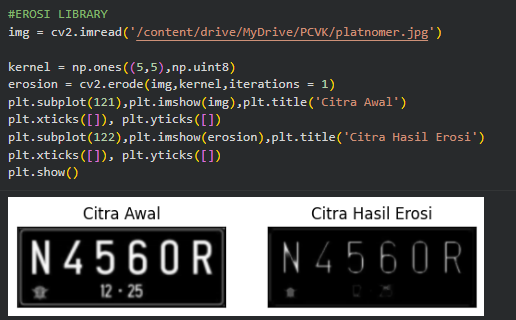 #EROSI LIBRARY
img = cv2.imread('/content/drive/MyDrive/PCVK/platnomer.jpg')
kernel = np.ones((5,5),np.uint8)
erosion = cv2.erode(img,kernel,iterations = 1)
plt.subplot(121),plt.imshow(img),plt.title('Citra Awal')
plt.xticks([]), plt.yticks([])
plt.subplot(122),plt.imshow(erosion),plt.title('Citra Hasil Erosi')
plt.xticks([]), plt.yticks([])
plt.show()
Citra Awal Citra Hasil Erosi
N4560R N4560R
12 · 25